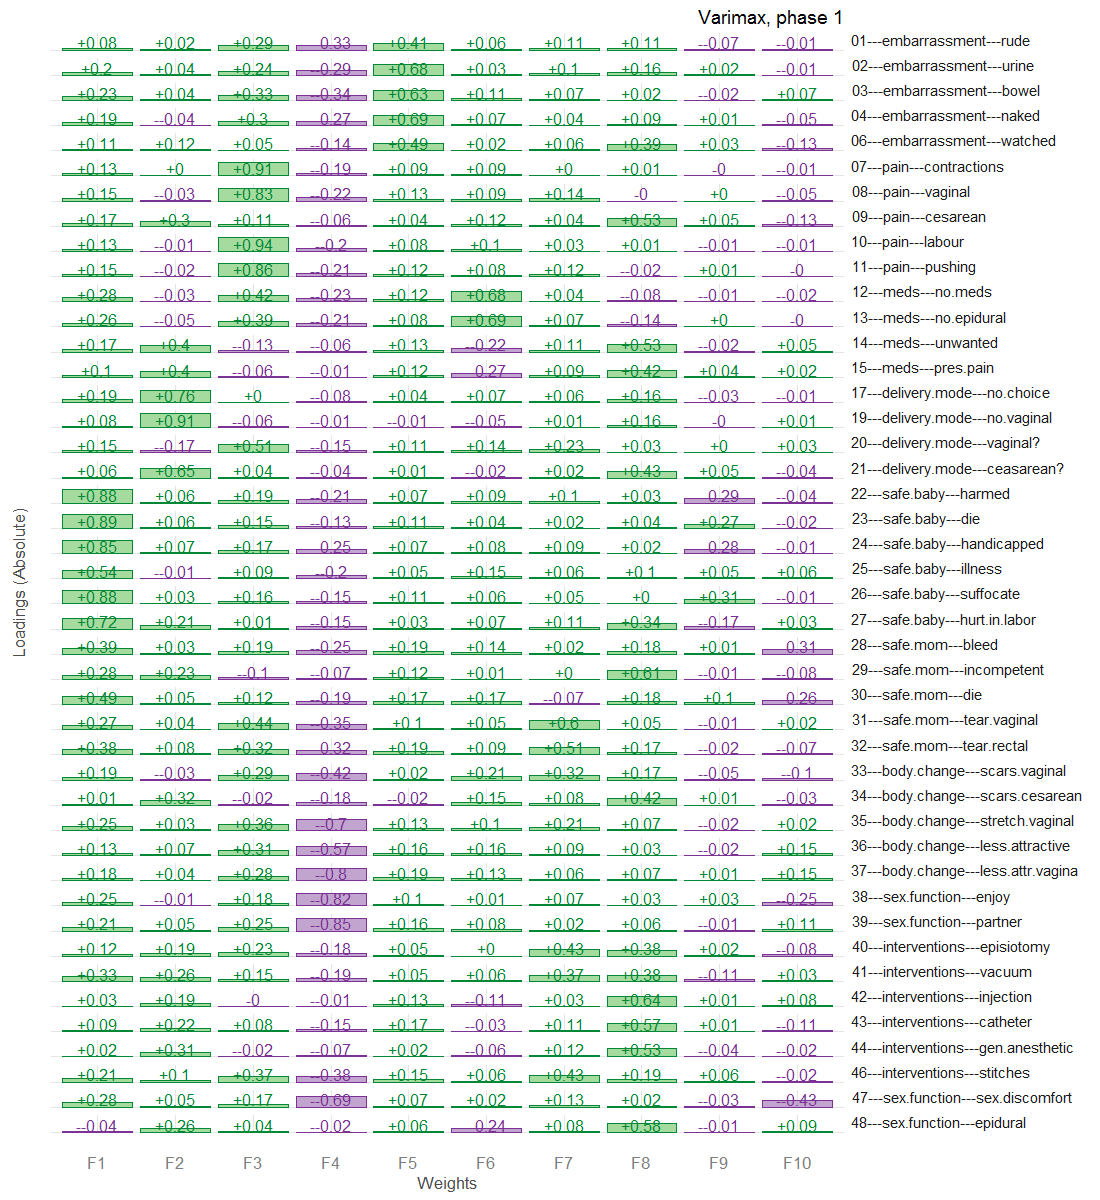 Varimax, phase 1
+0.08 +0.02 +0.29 --0.33 +0.41 +0.06 +0.11 +0.11 --0.07 --0.01 01---embarrassment---rude
+0.2 +0.04 +0.24 --0.29 +0.68 +0.03 +0.1 +0.16 +0.02 --0.01 02---embarrassment---urine
+0.23 +0.04 +0.33 --0.34 +0.63 +0.11 +0.07 +0.02 --0.02 +0.07 03---embarrassment---bowel
+0.19 --0.04 +0.3 --0.27 +0.69 +0.07 +0.04 +0.09 +0.01 --0.05 04---embarrassment---naked
+0.11 +0.12 +0.05 --0.14 +0.49 +0.02 +0.06 +0.39 +0.03 --0.13 06---embarrassment---watched
+0.13 +0 +0.91 --0.19 +0.09 +0.09 +0 +0.01 -0 --0.01 07---pain---contractions
+0.15 --0.03 +0.83 --0.22 +0.13 +0.09 +0.14 -0 +0 --0.05 08---pain---vaginal
+0.17 +0.3 +0.11 --0.06 +0.04 +0.12 +0.04 +0.53 +0.05 --0.13 09---pain---cesarean
+0.13 --0.01 +0.94 --0.2 +0.08 +0.1 +0.03 +0.01 --0.01 --0.01 10---pain---labour
+0.15 --0.02 +0.86 --0.21 +0.12 +0.08 +0.12 --0.02 +0.01 -0 11---pain---pushing
+0.28 --0.03 +0.42 --0.23 +0.12 +0.68 +0.04 --0.08 --0.01 --0.02 12---meds---no.meds
+0.26 --0.05 +0.39 --0.21 +0.08 +0.69 +0.07 --0.14 +0 -0 13---meds---no.epidural
+0.17 +0.4 --0.13 --0.06 +0.13 --0.22 +0.11 +0.53 --0.02 +0.05 14---meds---unwanted
+0.1 +0.4 --0.06 --0.01 +0.12 --0.27 +0.09 +0.42 +0.04 +0.02 15---meds---pres.pain
+0.19 +0.76 +0 --0.08 +0.04 +0.07 +0.06 +0.16 --0.03 --0.01 17---delivery.mode---no.choice
+0.08 +0.91 --0.06 --0.01 --0.01 --0.05 +0.01 +0.16 -0 +0.01 19---delivery.mode---no.vaginal
+0.15 --0.17 +0.51 --0.15 +0.11 +0.14 +0.23 +0.03 +0 +0.03 20---delivery.mode---vaginal?
+0.06 +0.65 +0.04 --0.04 +0.01 --0.02 +0.02 +0.43 +0.05 --0.04 21---delivery.mode---ceasarean?
+0.88 +0.06 +0.19 --0.21 +0.07 +0.09 +0.1 +0.03 --0.29 --0.04 22---safe.baby---harmed
+0.89 +0.06 +0.15 --0.13 +0.11 +0.04 +0.02 +0.04 +0.27 --0.02 23---safe.baby---die
+0.85 +0.07 +0.17 --0.25 +0.07 +0.08 +0.09 +0.02 --0.28 --0.01 24---safe.baby---handicapped
+0.54 --0.01 +0.09 --0.2 +0.05 +0.15 +0.06 +0.1 +0.05 +0.06 25---safe.baby---illness
+0.88 +0.03 +0.16 --0.15 +0.11 +0.06 +0.05 +0 +0.31 --0.01 26---safe.baby---suffocate
+0.72 +0.21 +0.01 --0.15 +0.03 +0.07 +0.11 +0.34 --0.17 +0.03 27---safe.baby---hurt.in.labor
+0.39 +0.03 +0.19 --0.25 +0.19 +0.14 +0.02 +0.18 +0.01 --0.31 28---safe.mom---bleed
+0.28 +0.23 --0.1 --0.07 +0.12 +0.01 +0 +0.61 --0.01 --0.08 29---safe.mom---incompetent
+0.49 +0.05 +0.12 --0.19 +0.17 +0.17 --0.07 +0.18 +0.1 --0.26 30---safe.mom---die
+0.27 +0.04 +0.44 --0.35 +0.1 +0.05 +0.6 +0.05 --0.01 +0.02 31---safe.mom---tear.vaginal
+0.38 +0.08 +0.32 --0.32 +0.19 +0.09 +0.51 +0.17 --0.02 --0.07 32---safe.mom---tear.rectal
+0.19 --0.03 +0.29 --0.42 +0.02 +0.21 +0.32 +0.17 --0.05 --0.1 33---body.change---scars.vaginal
+0.01 +0.32 --0.02 --0.18 --0.02 +0.15 +0.08 +0.42 +0.01 --0.03 34---body.change---scars.cesarean
+0.25 +0.03 +0.36 --0.7 +0.13 +0.1 +0.21 +0.07 --0.02 +0.02 35---body.change---stretch.vaginal
+0.13 +0.07 +0.31 --0.57 +0.16 +0.16 +0.09 +0.03 --0.02 +0.15 36---body.change---less.attractive
+0.18 +0.04 +0.28 --0.8 +0.19 +0.13 +0.06 +0.07 +0.01 +0.15 37---body.change---less.attr.vagina
+0.25 --0.01 +0.18 --0.82 +0.1 +0.01 +0.07 +0.03 +0.03 --0.25 38---sex.function---enjoy
+0.21 +0.05 +0.25 --0.85 +0.16 +0.08 +0.02 +0.06 --0.01 +0.11 39---sex.function---partner
+0.12 +0.19 +0.23 --0.18 +0.05 +0 +0.43 +0.38 +0.02 --0.08 40---interventions---episiotomy
+0.33 +0.26 +0.15 --0.19 +0.05 +0.06 +0.37 +0.38 --0.11 +0.03 41---interventions---vacuum
+0.03 +0.19 -0 --0.01 +0.13 --0.11 +0.03 +0.64 +0.01 +0.08 42---interventions---injection
+0.09 +0.22 +0.08 --0.15 +0.17 --0.03 +0.11 +0.57 +0.01 --0.11 43---interventions---catheter
+0.02 +0.31 --0.02 --0.07 +0.02 --0.06 +0.12 +0.53 --0.04 --0.02 44---interventions---gen.anesthetic
+0.21 +0.1 +0.37 --0.38 +0.15 +0.06 +0.43 +0.19 +0.06 --0.02 46---interventions---stitches
+0.28 +0.05 +0.17 --0.69 +0.07 +0.02 +0.13 +0.02 --0.03 --0.43 47---sex.function---sex.discomfort
--0.04 +0.26 +0.04 --0.02 +0.06 --0.24 +0.08 +0.58 --0.01 +0.09 48---sex.function---epidural
F1 F2 F3 F4 F5 F6 F7 F8 F9 F10
Weights
Loadings (Absolute)